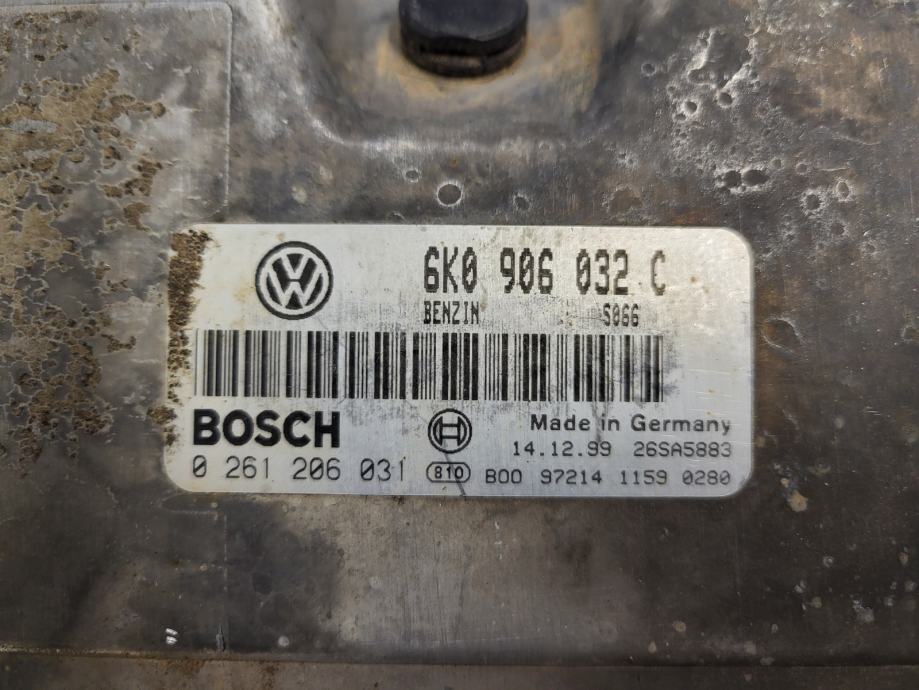 6K0 906 032 C
BENZIN S066
BOSCH
Made in Germany
14.12.99 26SA5883
0 261 206 031 810 B00 97214 1159 0280